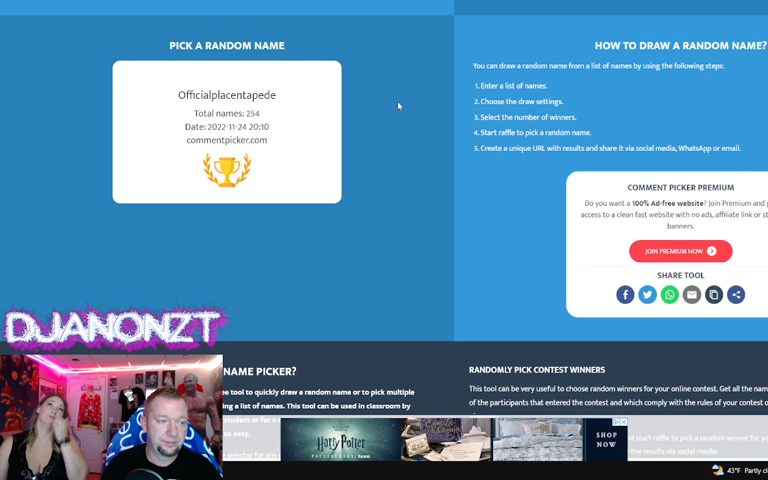 PICK A RANDOM NAME
Officialplacentapede
Total names: 254
Date: 2022-11-24 20:10
commentpicker.com
HOW TO DRAW A RANDOM NAME?
You can draw a random name from a list of names by using the following steps:
1. Enter a list of names.
2. Choose the draw settings.
3. Select the number of winners.
4. Start raffle to pick a random name.
5. Create a unique URL with results and share it via social media, WhatsApp or email.
COMMENT PICKER PREMIUM
Do you want a 100% Ad-free website? Join Premium and
access to a clean fast website with no ads, affiliate link or
banners.
JOIN PREMIUM NOW
SHARE TOOL
DJANONZT
NAME PICKER?
tool to quickly draw a random name or to pick multiple
a list of names. This tool can be used in classroom by
student or for a
easy.
RANDOMLY PICK CONTEST WINNERS
This tool can be very useful to choose random winners for your online contest. Get all the
of the participants that entered the contest and which comply with the rules of your contest
start raffle to pick a random winner for
the results via social media.
Harry Potter
teen
SHOP
NOW
43°F Partly